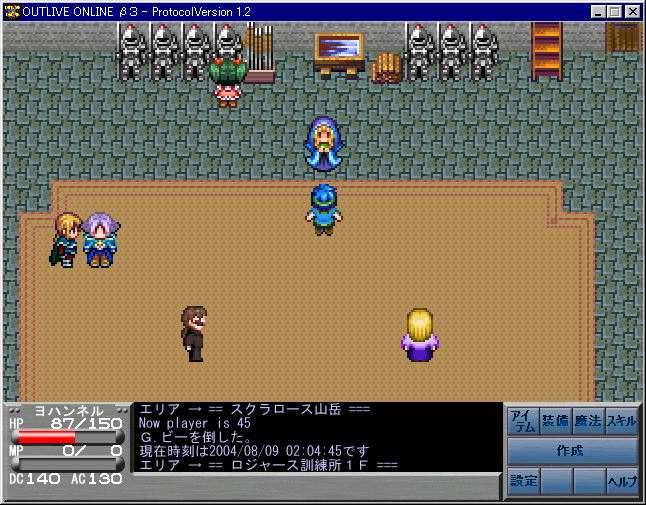 OUTLIVE ONLINE β3 - ProtocolVersion 1.2
ヨハンネル
HP 87/150
MP 0/ 0
DC140 AC130
エリア → == スクラロース山岳 ===
Now player is 45
G.ビーを倒した。
現在時刻は2004/08/09 02:04:45です
エリア → == ロジャース訓練所１Ｆ ===
アイテム 装備 魔法 スキル
作成
設定 ヘルプ